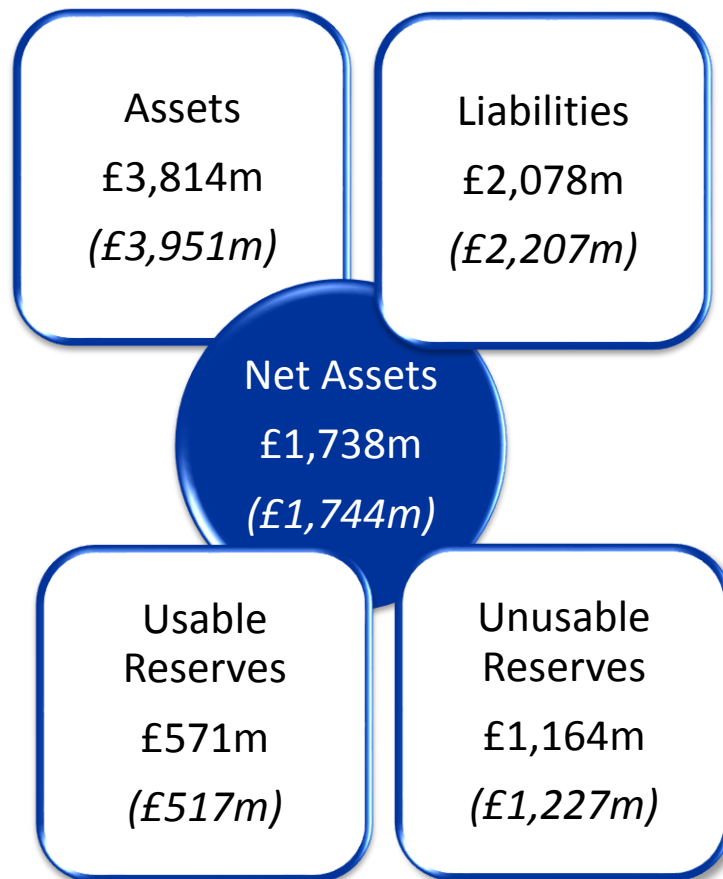 Assets
£3,814m
(£3,951m)
Liabilities
£2,078m
(£2,207m)
Net Assets
£1,738m
(£1,744m)
Usable
Reserves
£571m
(£517m)
Unusable
Reserves
£1,164m
(£1,227m)